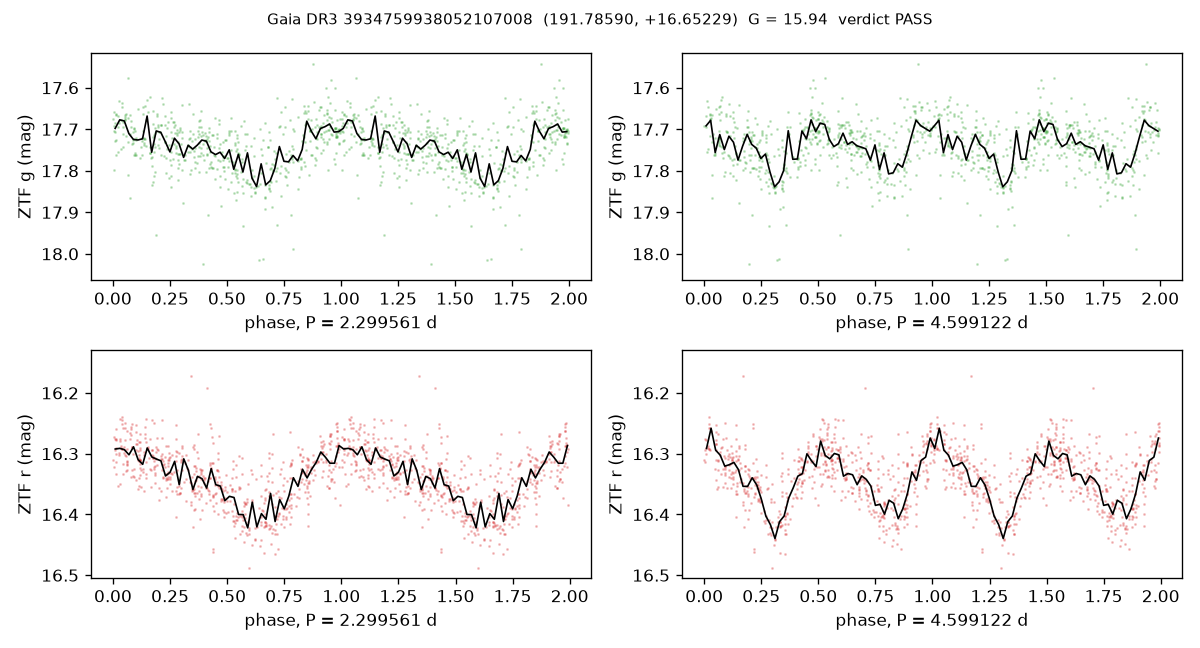 Gaia DR3 3934759938052107008  (191.78590, +16.65229)  G = 15.94  verdict PASS
ZTF g (mag)
17.6
17.7
17.8
17.9
18.0
0.00 0.25 0.50 0.75 1.00 1.25 1.50 1.75 2.00
phase, P = 2.299561 d
ZTF g (mag)
17.6
17.7
17.8
17.9
18.0
0.00 0.25 0.50 0.75 1.00 1.25 1.50 1.75 2.00
phase, P = 4.599122 d
ZTF r (mag)
16.2
16.3
16.4
16.5
0.00 0.25 0.50 0.75 1.00 1.25 1.50 1.75 2.00
phase, P = 2.299561 d
ZTF r (mag)
16.2
16.3
16.4
16.5
0.00 0.25 0.50 0.75 1.00 1.25 1.50 1.75 2.00
phase, P = 4.599122 d